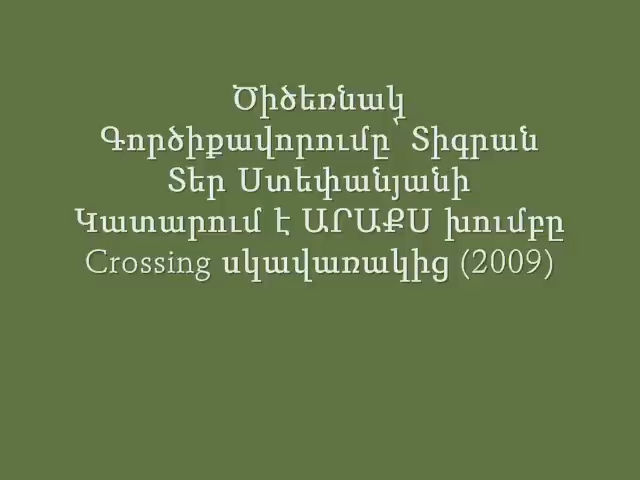 Ծիծեռնակ
Գործիքավորումը՝ Տիգրան
Տեր Ստեփանյանի
Կատարում է ԱՐԱՔՍ խումբը
Crossing սկավառակից (2009)